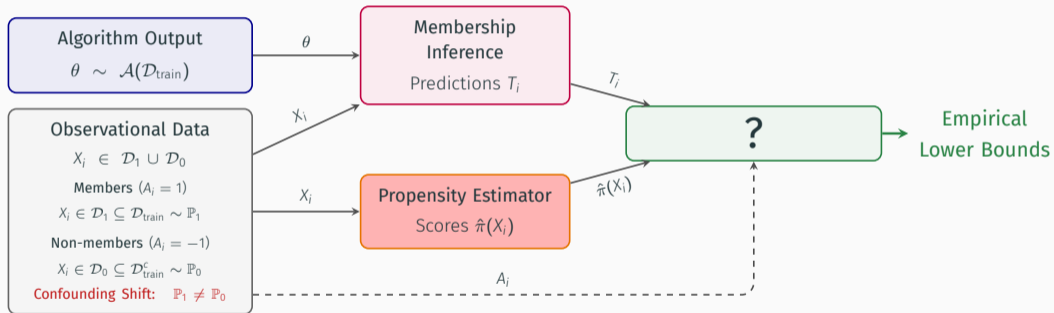 Algorithm Output
θ ∼ 𝒜(𝒟train)
θ
Membership
Inference
Predictions Tᵢ
Tᵢ
Xᵢ
Observational Data
Xᵢ ∈ 𝒟₁ ∪ 𝒟₀
Members (Aᵢ = 1)
Xᵢ ∈ 𝒟₁ ⊆ 𝒟train ∼ ℙ₁
Non-members (Aᵢ = −1)
Xᵢ ∈ 𝒟₀ ⊆ 𝒟ᶜtrain ∼ ℙ₀
Confounding Shift: ℙ₁ ≠ ℙ₀
Xᵢ
Propensity Estimator
Scores π̂(Xᵢ)
π̂(Xᵢ)
Aᵢ
?
Empirical
Lower Bounds